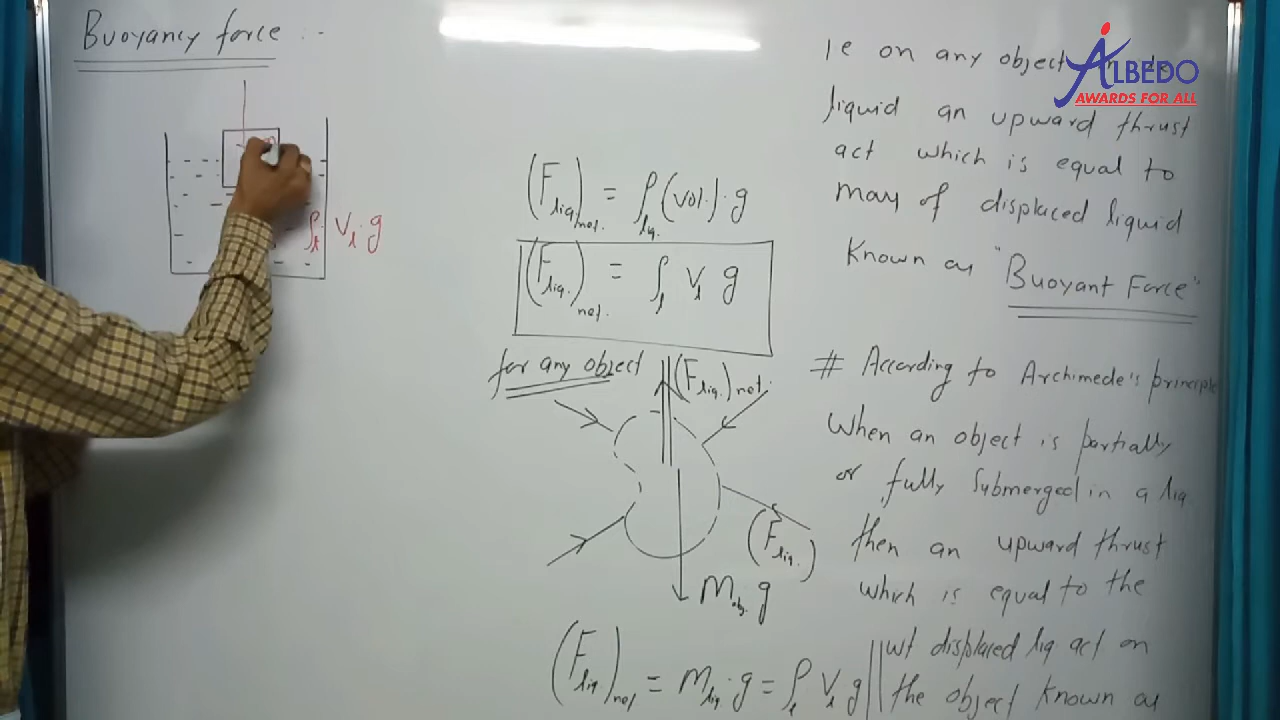 Buoyancy force :-
ρl Vl . g
(Fliq)net. = ρliq. (vol.) . g
(Fliq.)net. = ρl Vl g
for any object
(Fliq.)net.
(Fliq.)
Mobj. g
(Fliq)net = Mliq . g = ρl Vl g
ie on any object
liquid an upward thrust
act which is equal to
may of displaced liquid
Known as "Buoyant Force"
# According to Archimede's principle
When an object is partially
or fully Submerged in a liq
then an upward thrust
which is equal to the
wt displaced liq act on
the object Known as
ALBEDO
AWARDS FOR ALL